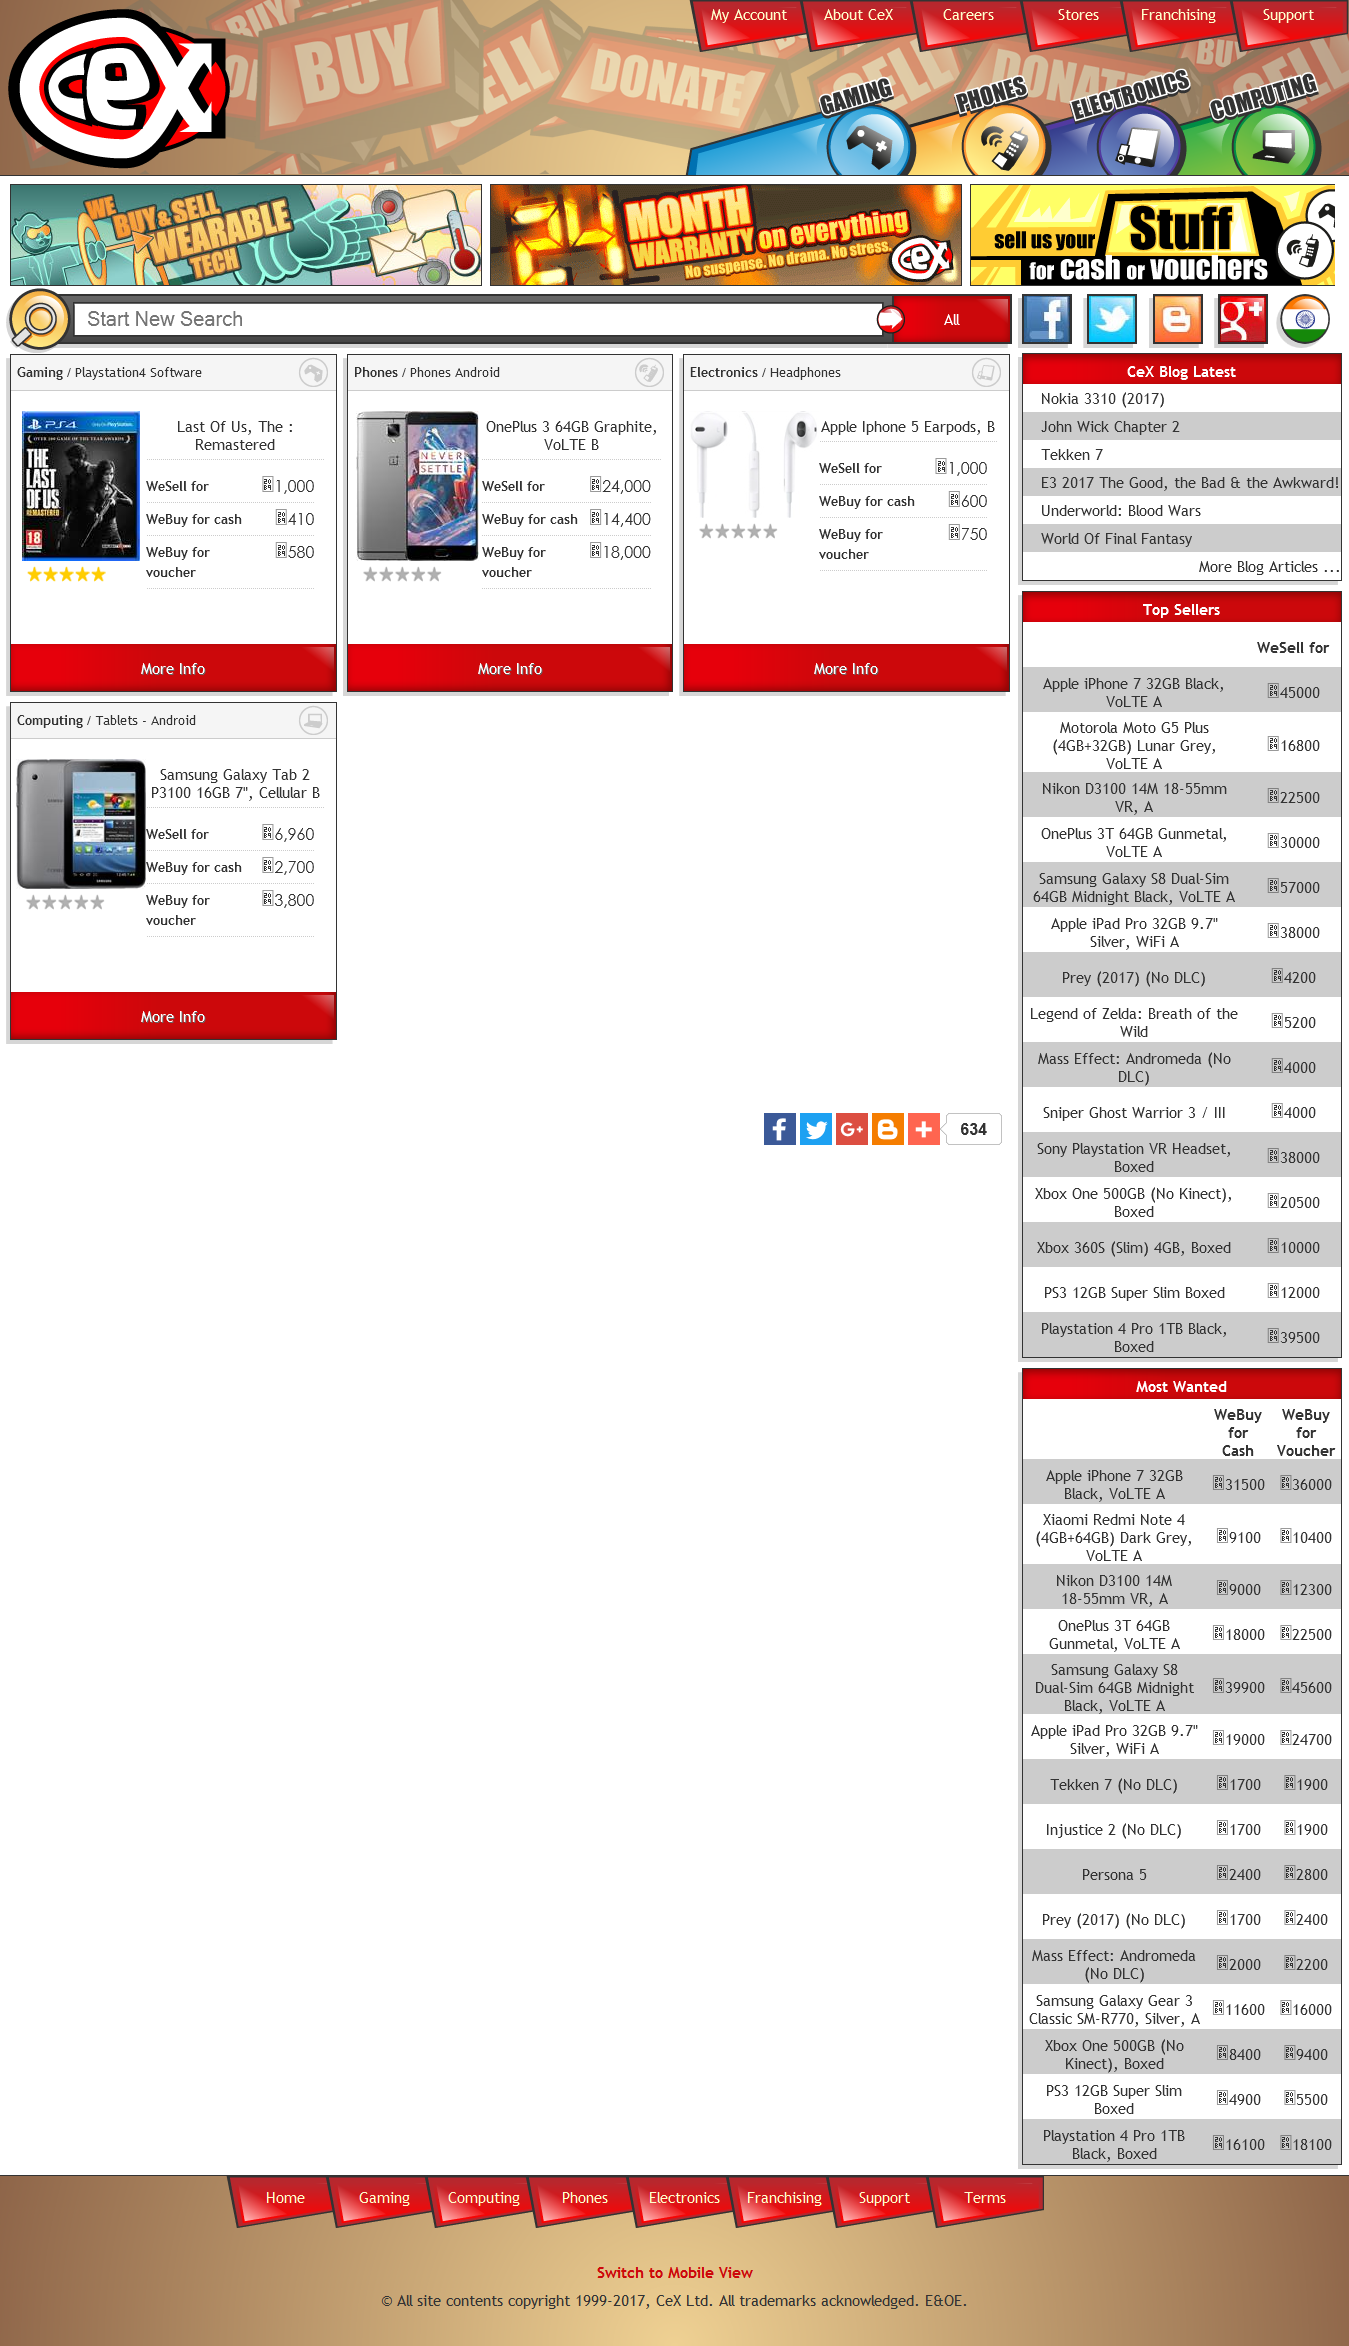 My Account
About CeX
Careers
Stores
Franchising
Support
CeX
BUY
SELL
DONATE
GAMING
PHONES
ELECTRONICS
COMPUTING
WE
BUY & SELL
WEARABLE
TECH
24 MONTH
WARRANTY on everything
No suspense. No drama. No stress.
CeX
sell us your Stuff
for cash or vouchers
Start New Search
All
Gaming / Playstation4 Software
Last Of Us, The :
Remastered
WeSell for 1,000
WeBuy for cash 410
WeBuy for 580
voucher
More Info
Phones / Phones Android
OnePlus 3 64GB Graphite,
VoLTE B
NEVER
SETTLE
WeSell for 24,000
WeBuy for cash 14,400
WeBuy for 18,000
voucher
More Info
Electronics / Headphones
Apple Iphone 5 Earpods, B
WeSell for 1,000
WeBuy for cash 600
WeBuy for 750
voucher
More Info
PS4
THE
LAST
OF US
REMASTERED
18
Computing / Tablets - Android
Samsung Galaxy Tab 2
P3100 16GB 7", Cellular B
WeSell for 6,960
WeBuy for cash 2,700
WeBuy for 3,800
voucher
More Info
634
CeX Blog Latest
Nokia 3310 (2017)
John Wick Chapter 2
Tekken 7
E3 2017 The Good, the Bad & the Awkward!
Underworld: Blood Wars
World Of Final Fantasy
More Blog Articles ...
Top Sellers
WeSell for
Apple iPhone 7 32GB Black,
VoLTE A 45000
Motorola Moto G5 Plus
(4GB+32GB) Lunar Grey, 16800
VoLTE A
Nikon D3100 14M 18-55mm
VR, A 22500
OnePlus 3T 64GB Gunmetal,
VoLTE A 30000
Samsung Galaxy S8 Dual-Sim
64GB Midnight Black, VoLTE A 57000
Apple iPad Pro 32GB 9.7"
Silver, WiFi A 38000
Prey (2017) (No DLC) 4200
Legend of Zelda: Breath of the
Wild 5200
Mass Effect: Andromeda (No
DLC) 4000
Sniper Ghost Warrior 3 / III 4000
Sony Playstation VR Headset,
Boxed 38000
Xbox One 500GB (No Kinect),
Boxed 20500
Xbox 360S (Slim) 4GB, Boxed 10000
PS3 12GB Super Slim Boxed 12000
Playstation 4 Pro 1TB Black,
Boxed 39500
Most Wanted
WeBuy WeBuy
for for
Cash Voucher
Apple iPhone 7 32GB
Black, VoLTE A 31500 36000
Xiaomi Redmi Note 4
(4GB+64GB) Dark Grey, 9100 10400
VoLTE A
Nikon D3100 14M
18-55mm VR, A 9000 12300
OnePlus 3T 64GB
Gunmetal, VoLTE A 18000 22500
Samsung Galaxy S8
Dual-Sim 64GB Midnight 39900 45600
Black, VoLTE A
Apple iPad Pro 32GB 9.7"
Silver, WiFi A 19000 24700
Tekken 7 (No DLC) 1700 1900
Injustice 2 (No DLC) 1700 1900
Persona 5 2400 2800
Prey (2017) (No DLC) 1700 2400
Mass Effect: Andromeda
(No DLC) 2000 2200
Samsung Galaxy Gear 3
Classic SM-R770, Silver, A 11600 16000
Xbox One 500GB (No
Kinect), Boxed 8400 9400
PS3 12GB Super Slim
Boxed 4900 5500
Playstation 4 Pro 1TB
Black, Boxed 16100 18100
Home
Gaming
Computing
Phones
Electronics
Franchising
Support
Terms
Switch to Mobile View
© All site contents copyright 1999-2017, CeX Ltd. All trademarks acknowledged. E&OE.